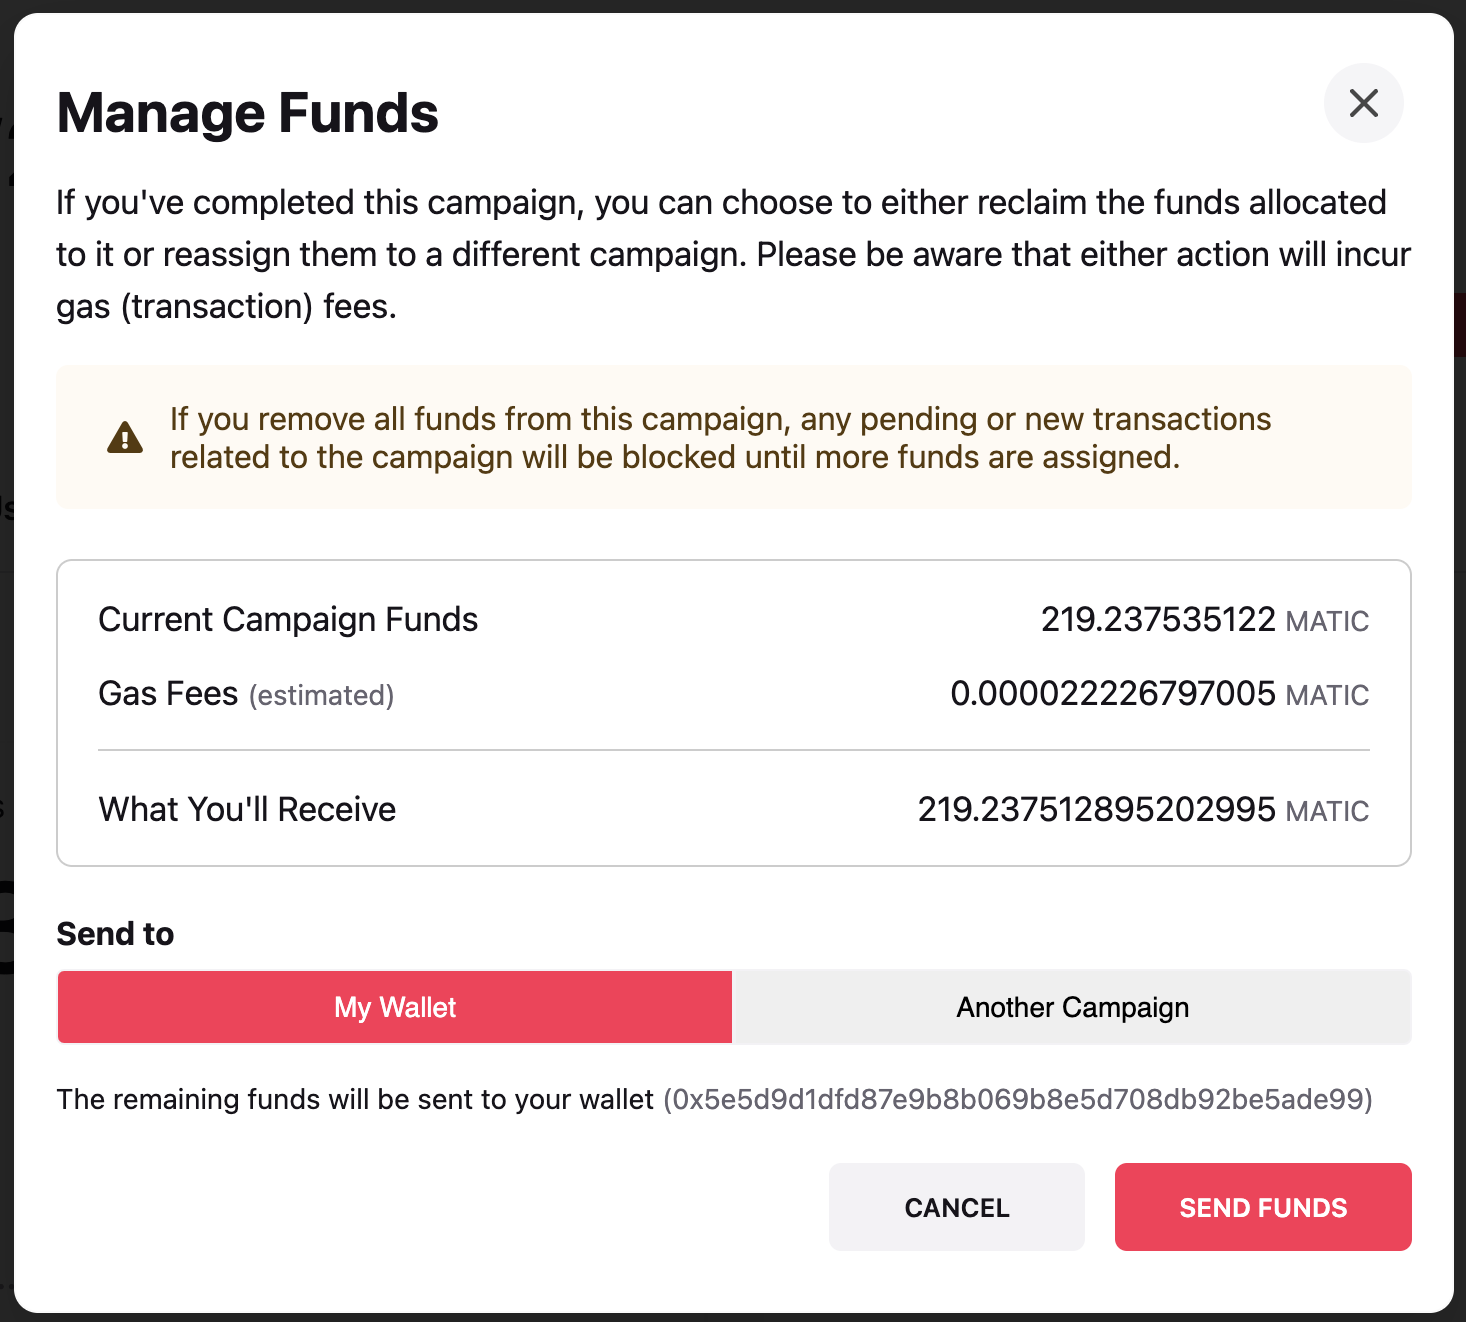 Manage Funds
If you've completed this campaign, you can choose to either reclaim the funds allocated
to it or reassign them to a different campaign. Please be aware that either action will incur
gas (transaction) fees.
If you remove all funds from this campaign, any pending or new transactions
related to the campaign will be blocked until more funds are assigned.
Current Campaign Funds 219.237535122 MATIC
Gas Fees (estimated) 0.000022226797005 MATIC
What You'll Receive 219.237512895202995 MATIC
Send to
My Wallet Another Campaign
The remaining funds will be sent to your wallet (0x5e5d9d1dfd87e9b8b069b8e5d708db92be5ade99)
CANCEL SEND FUNDS